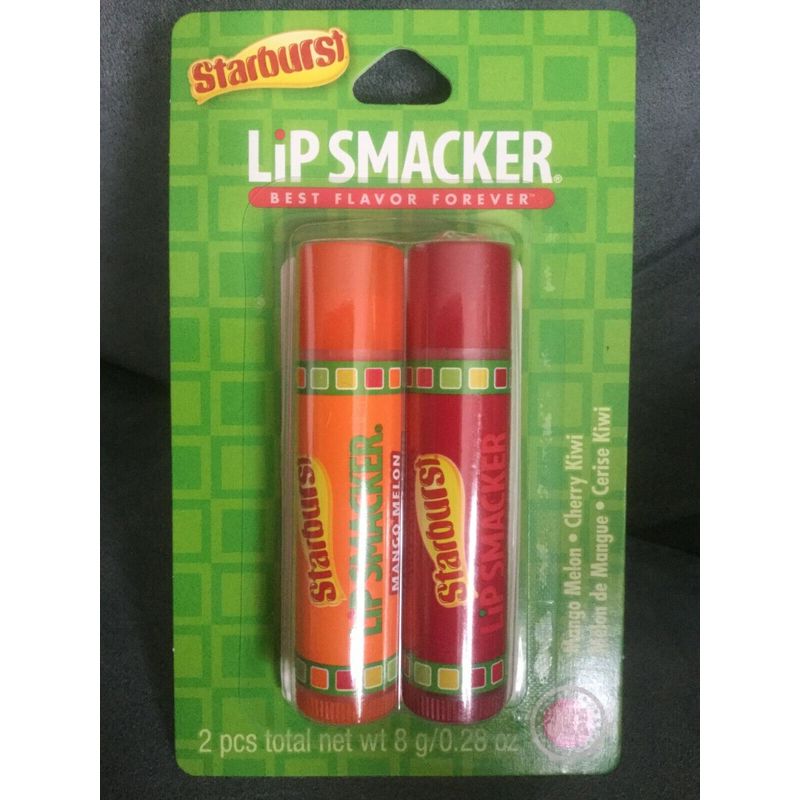 Starburst
LiP SMACKER®
BEST FLAVOR FOREVER™
Starburst
LiP SMACKER®
MANGO MELON
Starburst
LiP SMACKER
Mango Melon • Cherry Kiwi
Melon de Mangue • Cerise Kiwi
2 pcs total net wt 8 g/0.28 oz